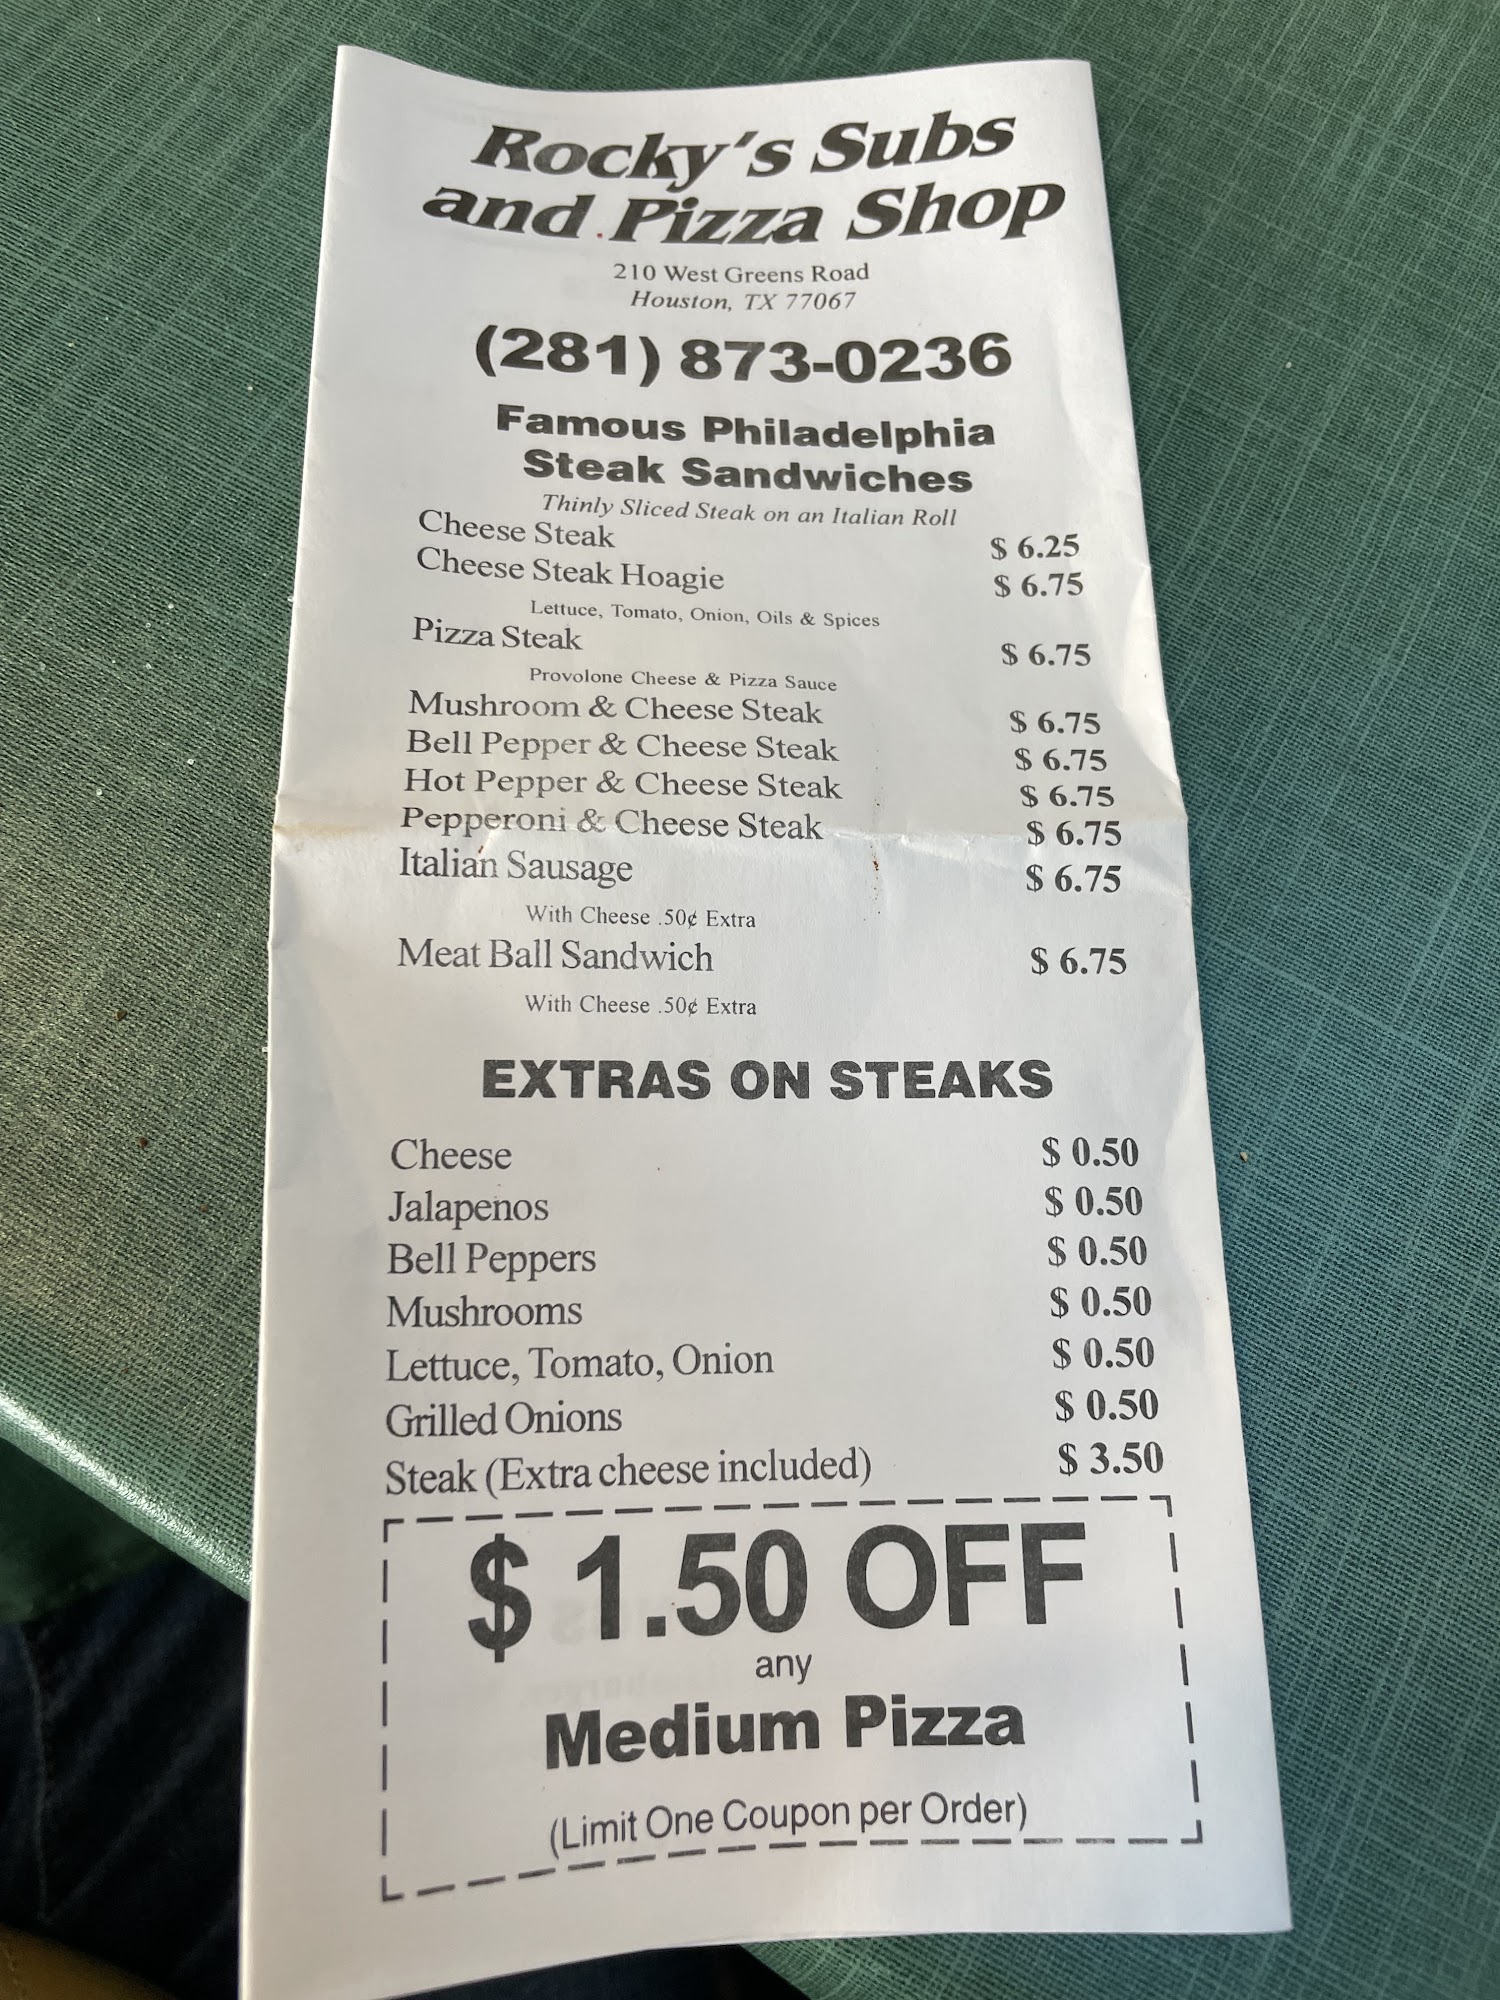 Rocky's Subs
and Pizza Shop
210 West Greens Road
Houston, TX 77067
(281) 873-0236
Famous Philadelphia
Steak Sandwiches
Thinly Sliced Steak on an Italian Roll
Cheese Steak $ 6.25
Cheese Steak Hoagie $ 6.75
Lettuce, Tomato, Onion, Oils & Spices
Pizza Steak $ 6.75
Provolone Cheese & Pizza Sauce
Mushroom & Cheese Steak $ 6.75
Bell Pepper & Cheese Steak $ 6.75
Hot Pepper & Cheese Steak $ 6.75
Pepperoni & Cheese Steak $ 6.75
Italian Sausage $ 6.75
With Cheese .50¢ Extra
Meat Ball Sandwich $ 6.75
With Cheese .50¢ Extra
EXTRAS ON STEAKS
Cheese $ 0.50
Jalapenos $ 0.50
Bell Peppers $ 0.50
Mushrooms $ 0.50
Lettuce, Tomato, Onion $ 0.50
Grilled Onions $ 0.50
Steak (Extra cheese included) $ 3.50
$ 1.50 OFF
any
Medium Pizza
(Limit One Coupon per Order)